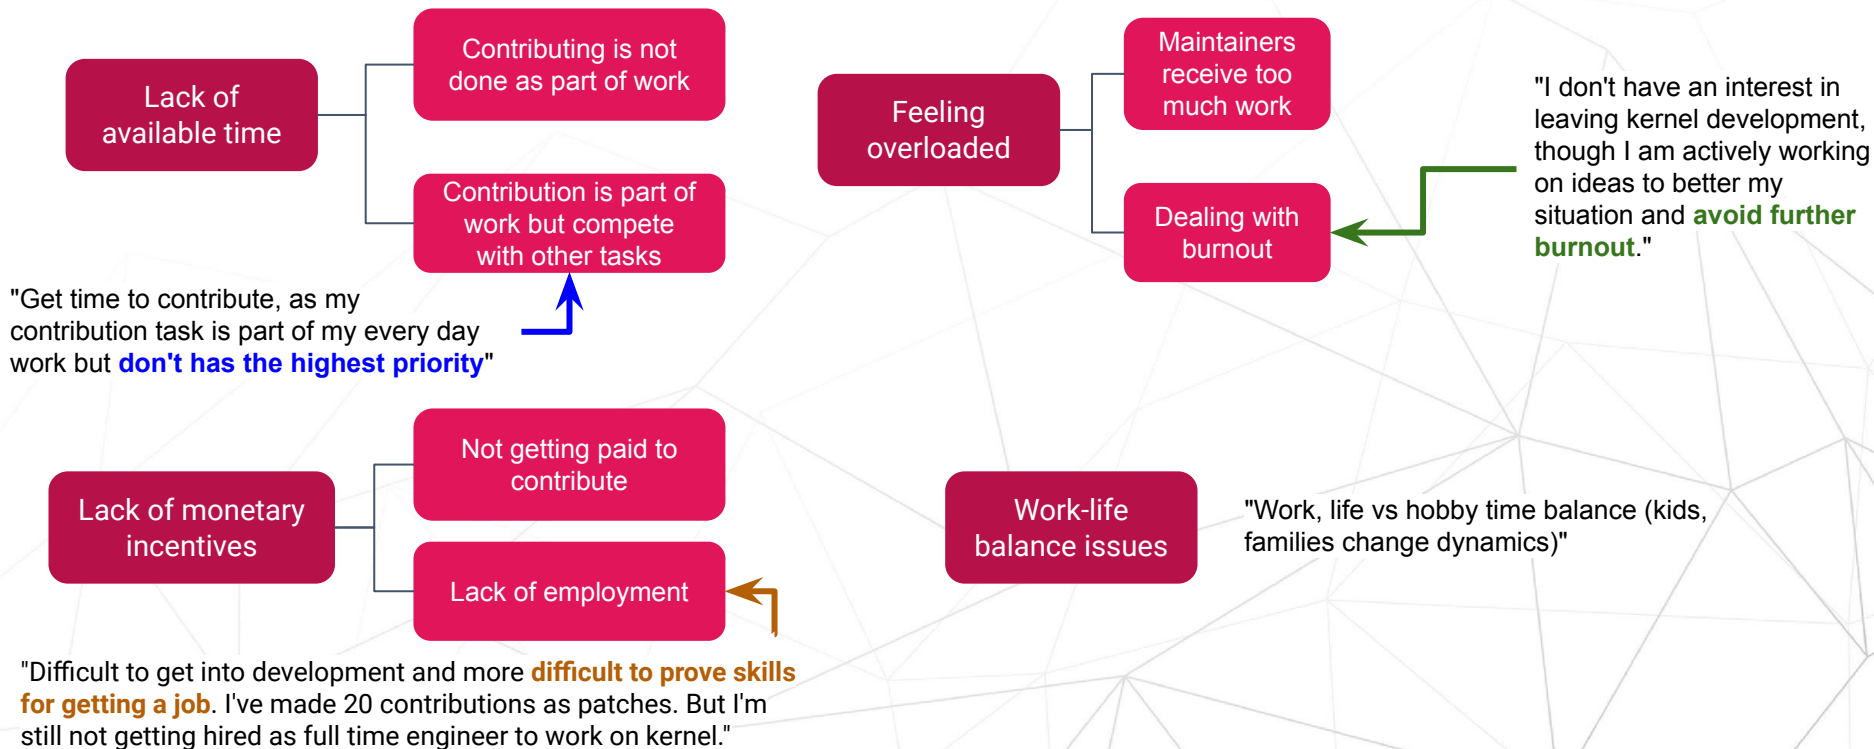 Lack of
available time
Contributing is not
done as part of work
Contribution is part of
work but compete
with other tasks
"Get time to contribute, as my
contribution task is part of my every day
work but don't has the highest priority"
Feeling
overloaded
Maintainers
receive too
much work
Dealing with
burnout
"I don't have an interest in
leaving kernel development,
though I am actively working
on ideas to better my
situation and avoid further
burnout."
Lack of monetary
incentives
Not getting paid to
contribute
Lack of employment
"Difficult to get into development and more difficult to prove skills
for getting a job. I've made 20 contributions as patches. But I'm
still not getting hired as full time engineer to work on kernel."
Work-life
balance issues
"Work, life vs hobby time balance (kids,
families change dynamics)"